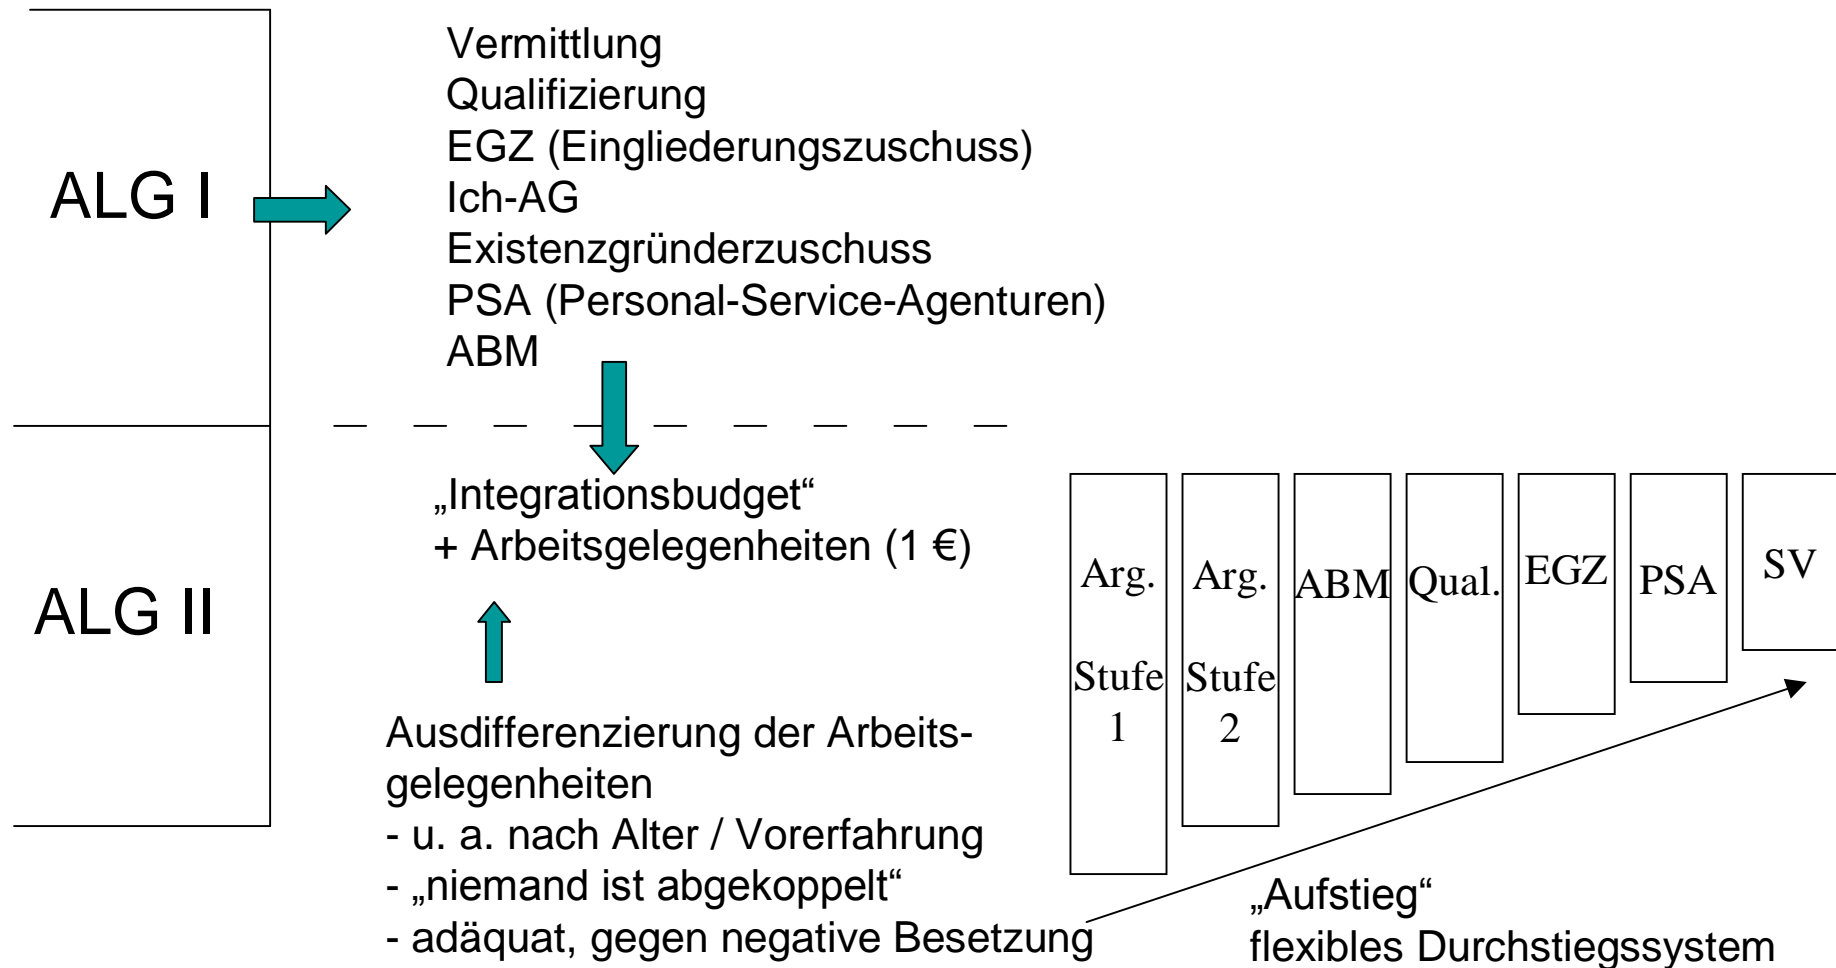 ALG I
Vermittlung
Qualifizierung
EGZ (Eingliederungszuschuss)
Ich-AG
Existenzgründerzuschuss
PSA (Personal-Service-Agenturen)
ABM
ALG II
„Integrationsbudget“
+ Arbeitsgelegenheiten (1 €)
Ausdifferenzierung der Arbeits-
gelegenheiten
- u. a. nach Alter / Vorerfahrung
- „niemand ist abgekoppelt“
- adäquat, gegen negative Besetzung
Arg.
Stufe
1
Arg.
Stufe
2
ABM
Qual.
EGZ
PSA
SV
„Aufstieg“
flexibles Durchstiegssystem